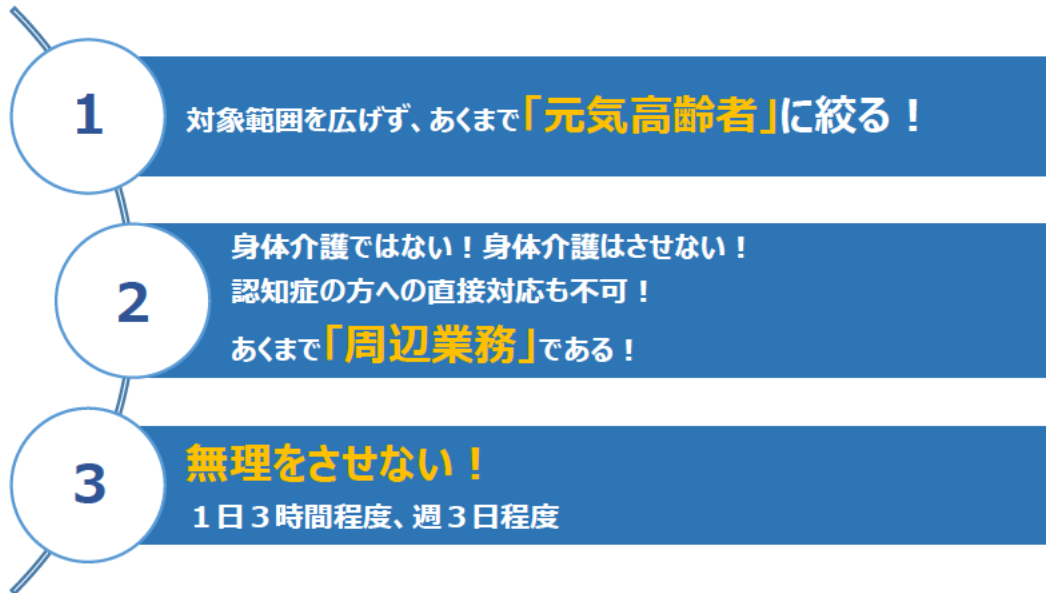 1
対象範囲を広げず、あくまで「元気高齢者」に絞る！
2
身体介護ではない！身体介護はさせない！
認知症の方への直接対応も不可！
あくまで「周辺業務」である！
3
無理をさせない！
１日３時間程度、週３日程度